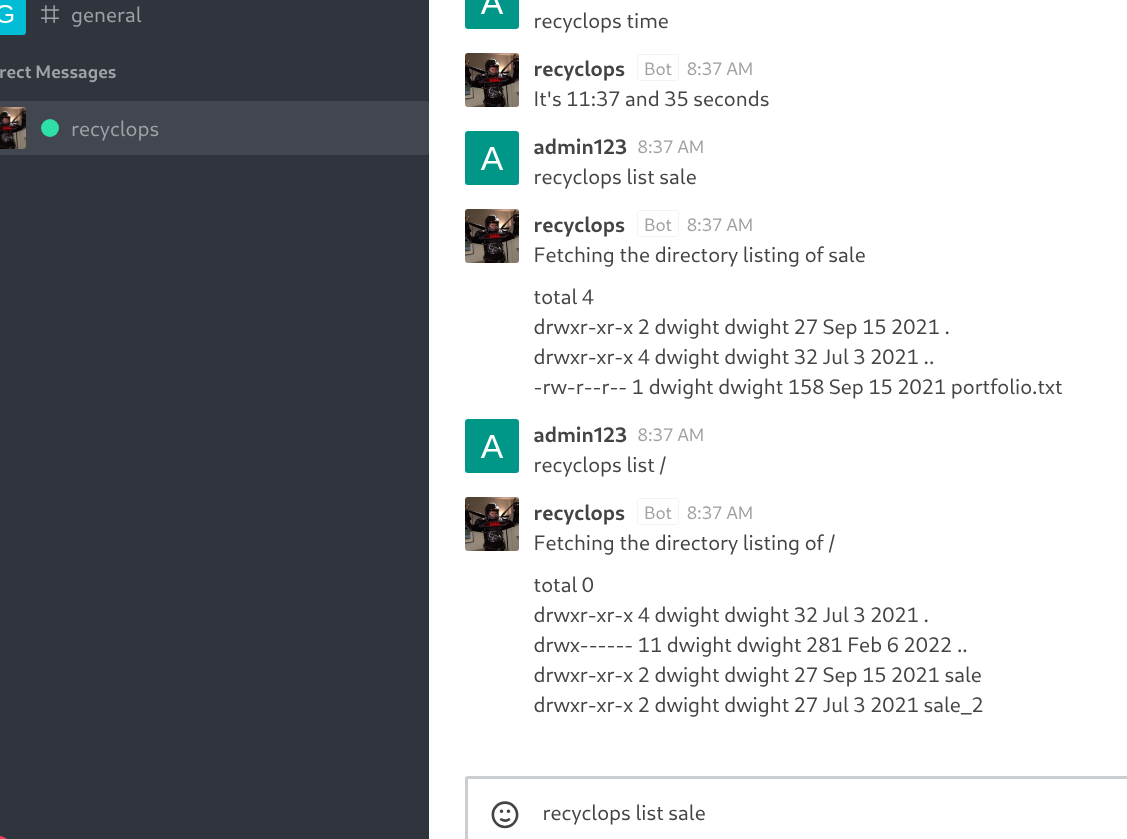 G
# general
rect Messages
recyclops
A
recyclops time
recyclops Bot 8:37 AM
It's 11:37 and 35 seconds
A
admin123 8:37 AM
recyclops list sale
recyclops Bot 8:37 AM
Fetching the directory listing of sale
total 4
drwxr-xr-x 2 dwight dwight 27 Sep 15 2021 .
drwxr-xr-x 4 dwight dwight 32 Jul 3 2021 ..
-rw-r--r-- 1 dwight dwight 158 Sep 15 2021 portfolio.txt
A
admin123 8:37 AM
recyclops list /
recyclops Bot 8:37 AM
Fetching the directory listing of /
total 0
drwxr-xr-x 4 dwight dwight 32 Jul 3 2021 .
drwx------ 11 dwight dwight 281 Feb 6 2022 ..
drwxr-xr-x 2 dwight dwight 27 Sep 15 2021 sale
drwxr-xr-x 2 dwight dwight 27 Jul 3 2021 sale_2
recyclops list sale